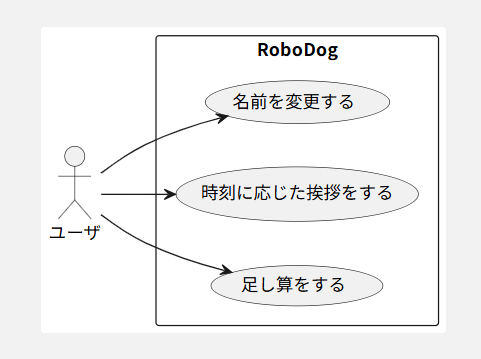 RoboDog
名前を変更する
時刻に応じた挨拶をする
ユーザ
足し算をする